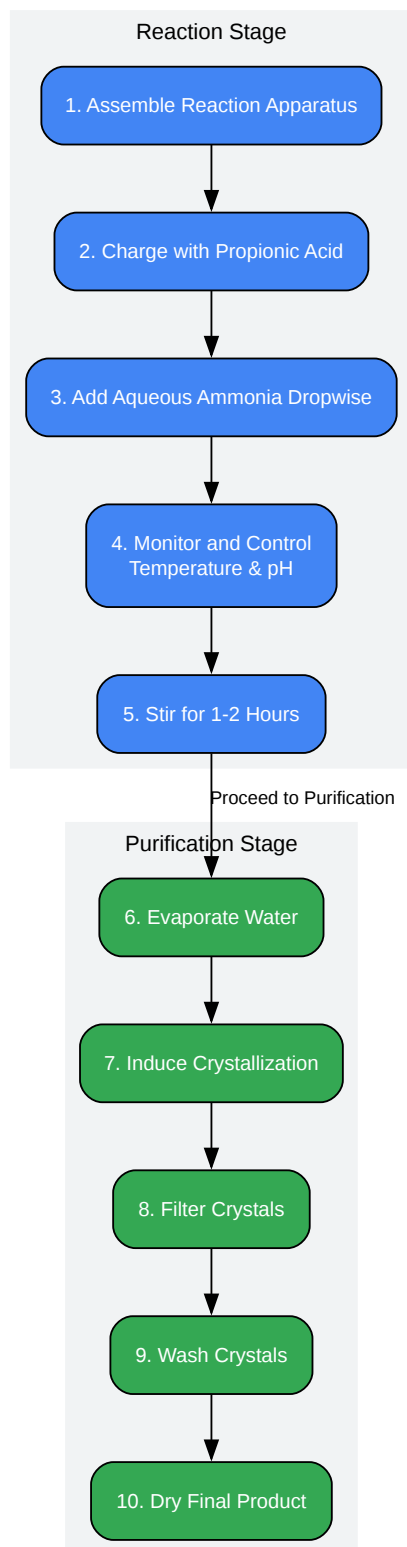 Reaction Stage
1. Assemble Reaction Apparatus
2. Charge with Propionic Acid
3. Add Aqueous Ammonia Dropwise
4. Monitor and Control
Temperature & pH
5. Stir for 1-2 Hours
Proceed to Purification
Purification Stage
6. Evaporate Water
7. Induce Crystallization
8. Filter Crystals
9. Wash Crystals
10. Dry Final Product